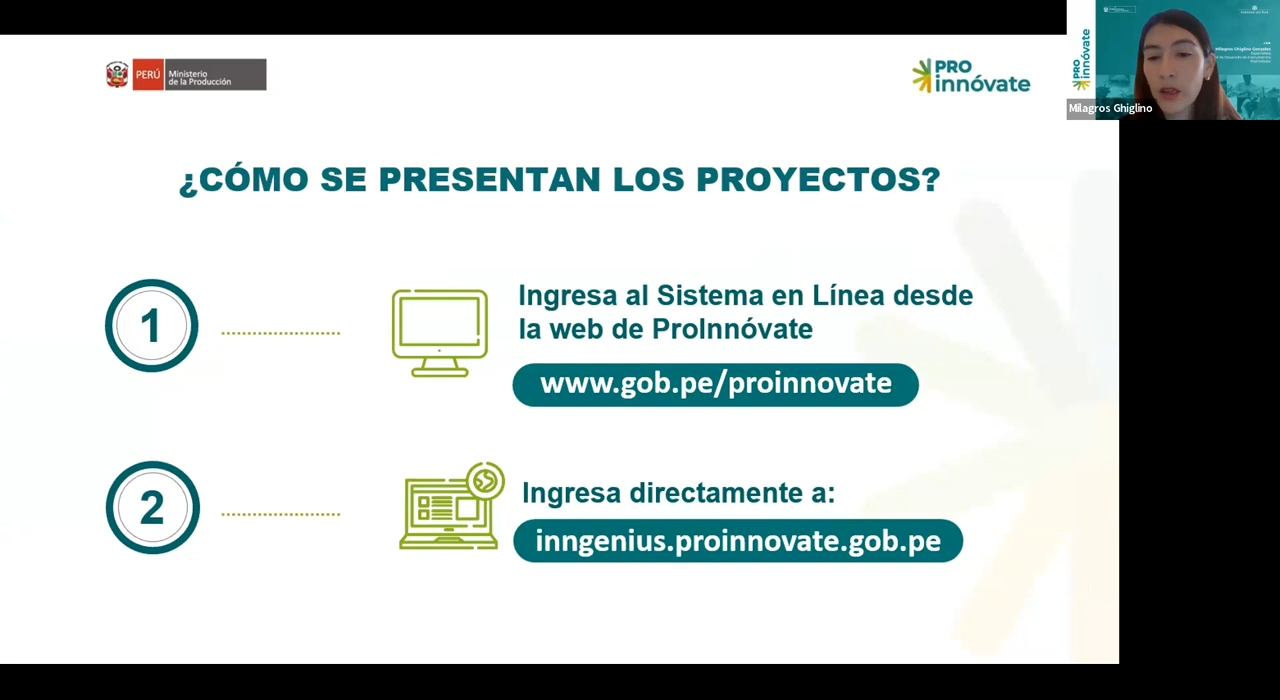 PERÚ
Ministerio
de la Producción
PRO
innóvate
PRO
innóvate
Milagros Ghiglino
¿CÓMO SE PRESENTAN LOS PROYECTOS?
1
Ingresa al Sistema en Línea desde
la web de ProInnóvate
www.gob.pe/proinnovate
2
Ingresa directamente a:
inngenius.proinnovate.gob.pe